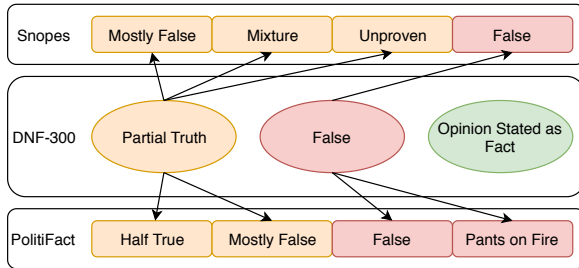 Snopes
Mostly False
Mixture
Unproven
False
DNF-300
Partial Truth
False
Opinion Stated as
Fact
PolitiFact
Half True
Mostly False
False
Pants on Fire